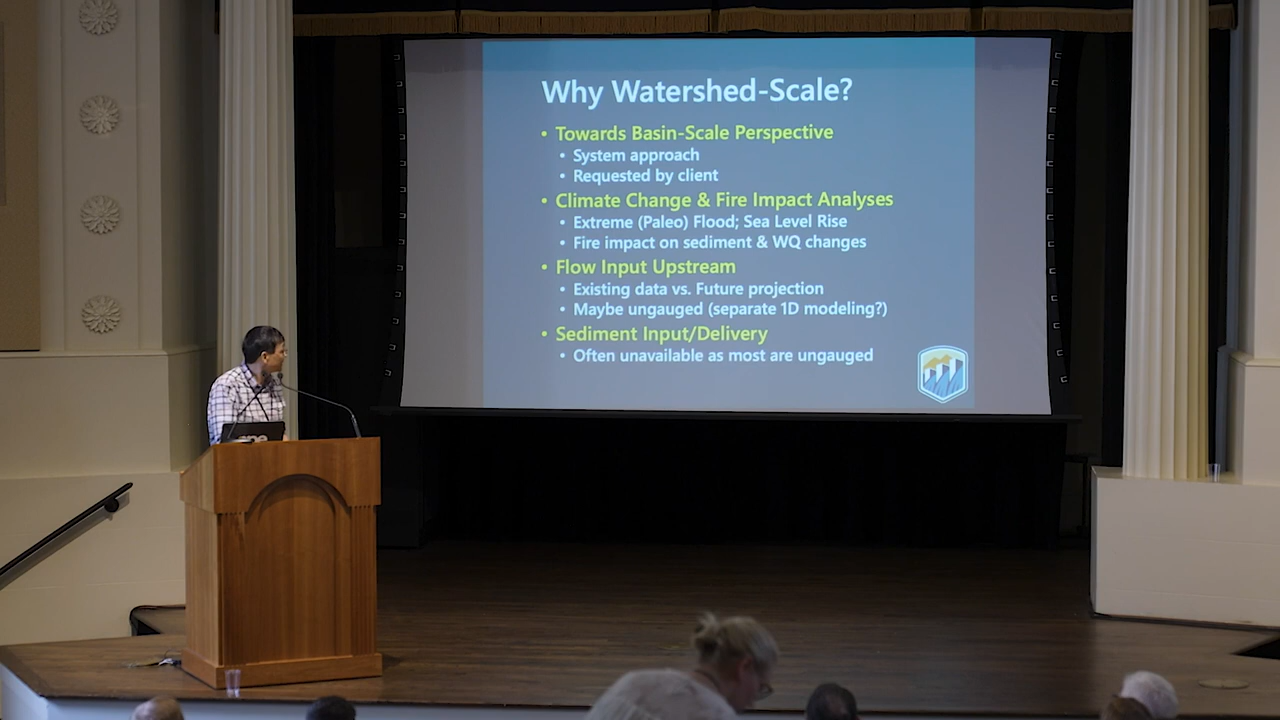 Why Watershed-Scale?
• Towards Basin-Scale Perspective
• System approach
• Requested by client
• Climate Change & Fire Impact Analyses
• Extreme (Paleo) Flood; Sea Level Rise
• Fire impact on sediment & WQ changes
• Flow Input Upstream
• Existing data vs. Future projection
• Maybe ungauged (separate 1D modeling?)
• Sediment Input/Delivery
• Often unavailable as most are ungauged